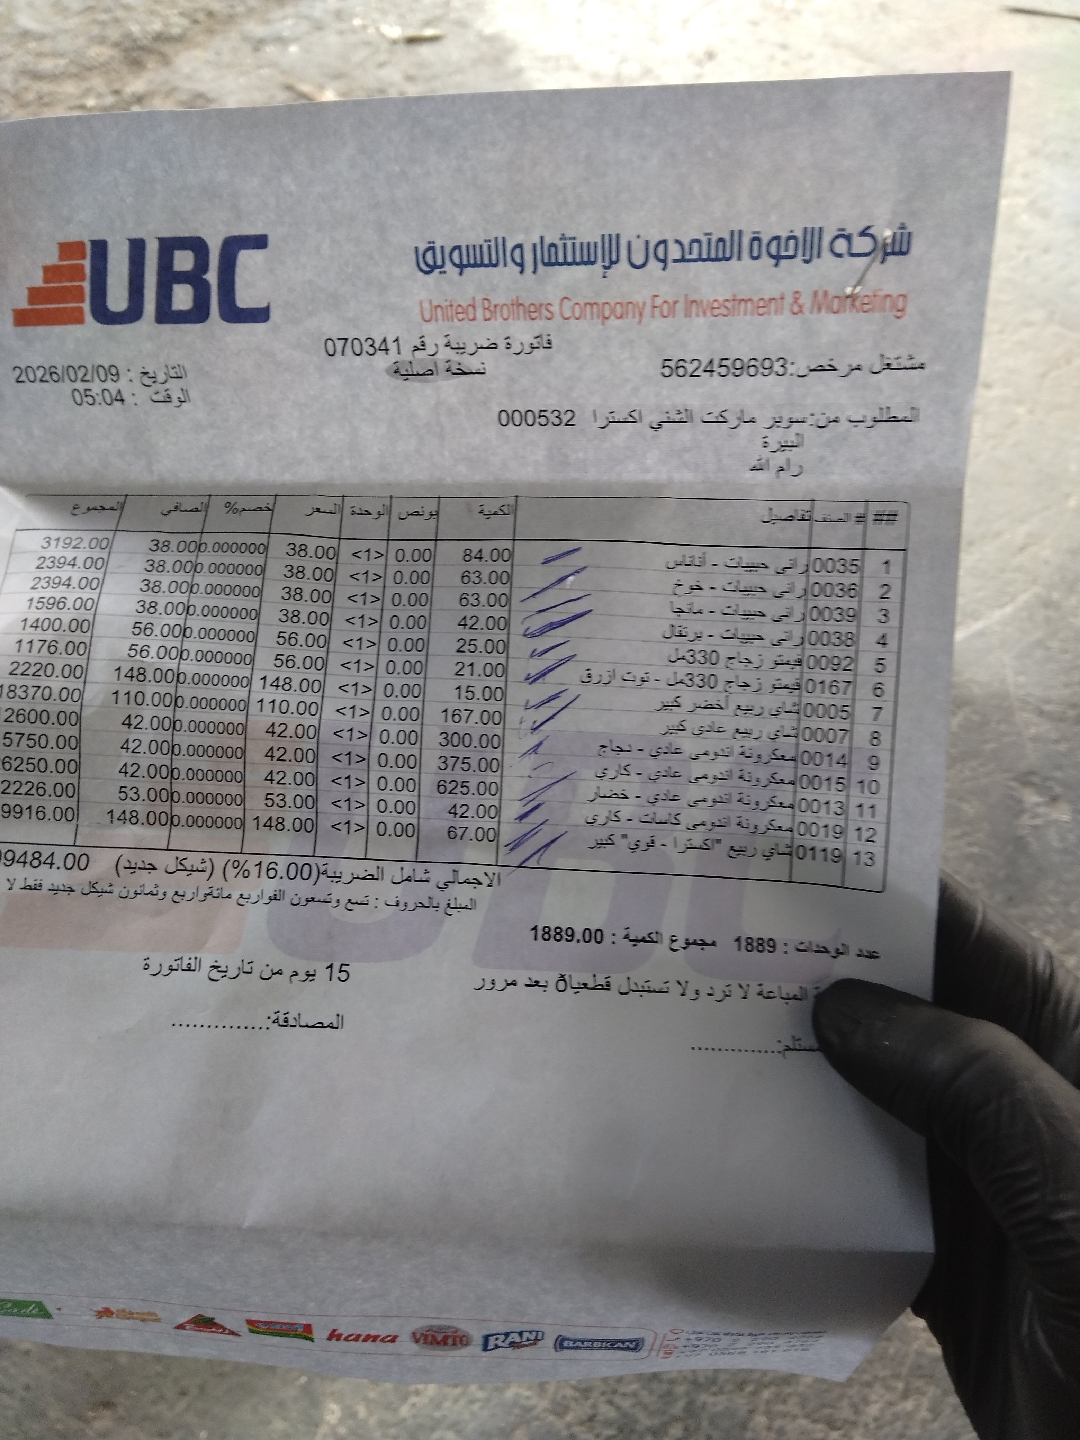 UBC
شركة الاخوة المتحدون للإستثمار والتسويق
United Brothers Company For Investment & Marketing
فاتورة ضريبة رقم 070341
نسخة اصلية
مشتغل مرخص:562459693
التاريخ : 2026/02/09
الوقت : 05:04
المطلوب من:سوبر ماركت الشني اكسترا 000532
البيرة
رام الله
## # الصنف تفاصيل الكمية بونص الوحدة السعر خصم% الصافي المجموع
1 0035 راني حبيبات - أناناس 84.00 0.00 <1> 38.00 0.000000 38.00 3192.00
2 0036 راني حبيبات - خوخ 63.00 0.00 <1> 38.00 0.000000 38.00 2394.00
3 0039 راني حبيبات - مانجا 63.00 0.00 <1> 38.00 0.000000 38.00 2394.00
4 0038 راني حبيبات - برتقال 42.00 0.00 <1> 38.00 0.000000 38.00 1596.00
5 0092 فيمتو زجاج 330مل 25.00 0.00 <1> 56.00 0.000000 56.00 1400.00
6 0167 فيمتو زجاج 330مل - توت ازرق 21.00 0.00 <1> 56.00 0.000000 56.00 1176.00
7 0005 شاي ربيع أخضر كبير 15.00 0.00 <1> 148.00 0.000000 148.00 2220.00
8 0007 شاي ربيع عادي كبير 167.00 0.00 <1> 110.00 0.000000 110.00 18370.00
9 0014 معكرونة اندومي عادي - دجاج 300.00 0.00 <1> 42.00 0.000000 42.00 2600.00
10 0015 معكرونة اندومي عادي - كاري 375.00 0.00 <1> 42.00 0.000000 42.00 5750.00
11 0013 معكرونة اندومي عادي - خضار 625.00 0.00 <1> 42.00 0.000000 42.00 6250.00
12 0019 معكرونة اندومي كاسات - كاري 42.00 0.00 <1> 53.00 0.000000 53.00 2226.00
13 0119 شاي ربيع "اكسترا - قوي" كبير 67.00 0.00 <1> 148.00 0.000000 148.00 9916.00
الاجمالي شامل الضريبة(16.00%) (شيكل جديد) 99484.00
المبلغ بالحروف : تسع وتسعون الفواربع مائةواربع وثمانون شيكل جديد فقط لا
عدد الوحدات : 1889 مجموع الكمية : 1889.00
المباعة لا ترد ولا تستبدل قطعياð بعد مرور 15 يوم من تاريخ الفاتورة
المصادقة:..............
hana VIMTO RANI BARBICAN